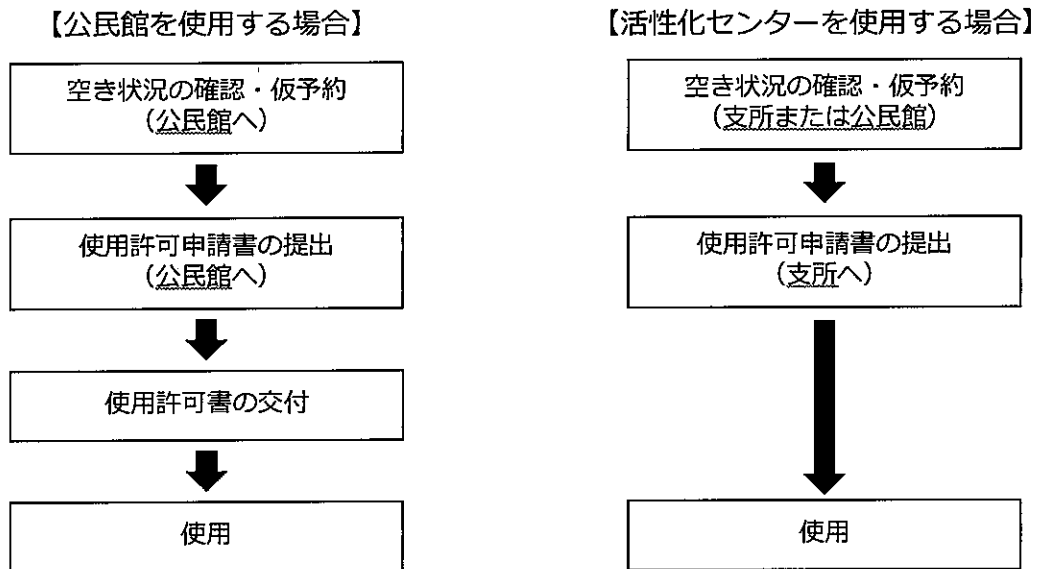 【公民館を使用する場合】
空き状況の確認・仮予約
（公民館へ）
使用許可申請書の提出
（公民館へ）
使用許可書の交付
使用
【活性化センターを使用する場合】
空き状況の確認・仮予約
（支所または公民館）
使用許可申請書の提出
（支所へ）
使用